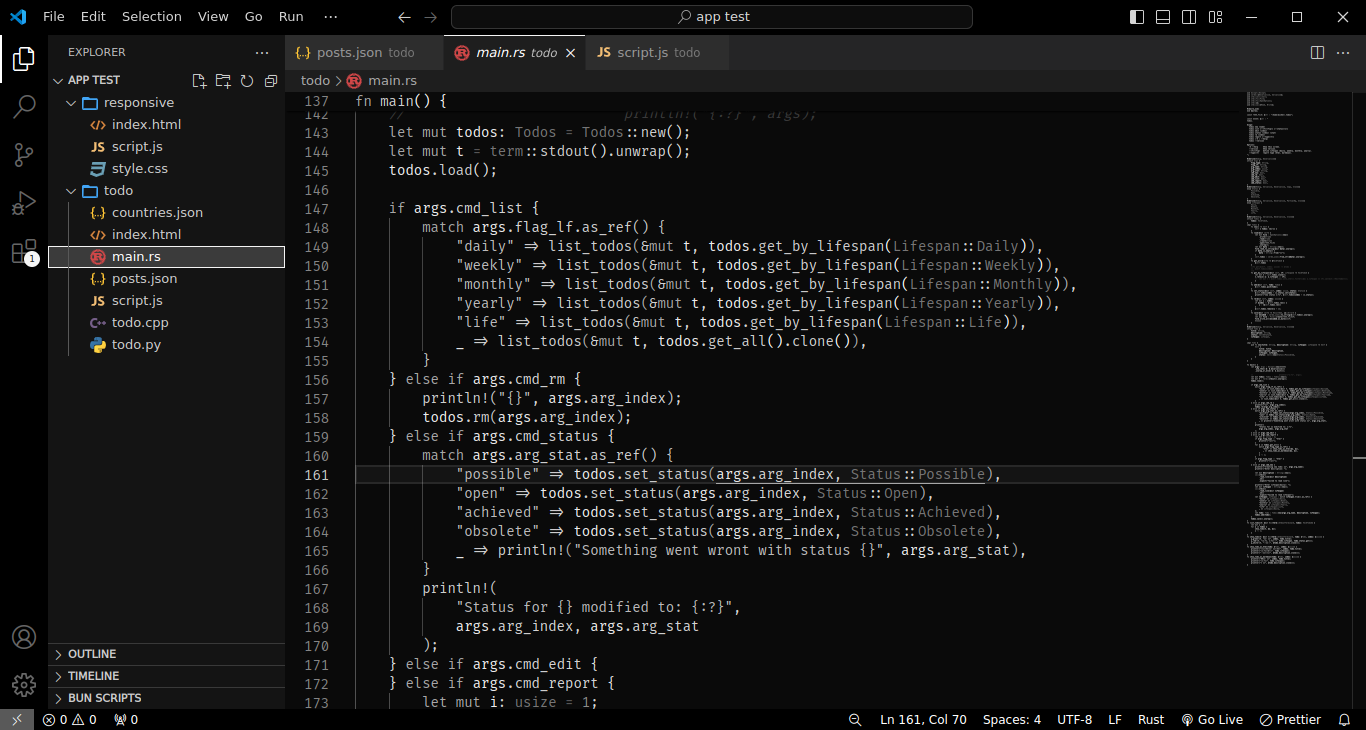 File Edit Selection View Go Run ··· app test
EXPLORER ···
APP TEST
responsive
index.html
JS script.js
style.css
todo
{..} countries.json
index.html
main.rs
{..} posts.json
JS script.js
C++ todo.cpp
todo.py
OUTLINE
TIMELINE
BUN SCRIPTS
1
{..} posts.json todo
main.rs todo
JS script.js todo
todo > main.rs
137 fn main() {
142 // println!("{:?}", args);
143 let mut todos: Todos = Todos::new();
144 let mut t = term::stdout().unwrap();
145 todos.load();
146
147 if args.cmd_list {
148 match args.flag_lf.as_ref() {
149 "daily" => list_todos(&mut t, todos.get_by_lifespan(Lifespan::Daily)),
150 "weekly" => list_todos(&mut t, todos.get_by_lifespan(Lifespan::Weekly)),
151 "monthly" => list_todos(&mut t, todos.get_by_lifespan(Lifespan::Monthly)),
152 "yearly" => list_todos(&mut t, todos.get_by_lifespan(Lifespan::Yearly)),
153 "life" => list_todos(&mut t, todos.get_by_lifespan(Lifespan::Life)),
154 _ => list_todos(&mut t, todos.get_all().clone()),
155 }
156 } else if args.cmd_rm {
157 println!("{}", args.arg_index);
158 todos.rm(args.arg_index);
159 } else if args.cmd_status {
160 match args.arg_stat.as_ref() {
161 "possible" => todos.set_status(args.arg_index, Status::Possible),
162 "open" => todos.set_status(args.arg_index, Status::Open),
163 "achieved" => todos.set_status(args.arg_index, Status::Achieved),
164 "obsolete" => todos.set_status(args.arg_index, Status::Obsolete),
165 _ => println!("Something went wront with status {}", args.arg_stat),
166 }
167 println!(
168 "Status for {} modified to: {:?}",
169 args.arg_index, args.arg_stat
170 );
171 } else if args.cmd_edit {
172 } else if args.cmd_report {
173 let mut i: usize = 1;
0 0 0 Ln 161, Col 70 Spaces: 4 UTF-8 LF Rust Go Live Prettier